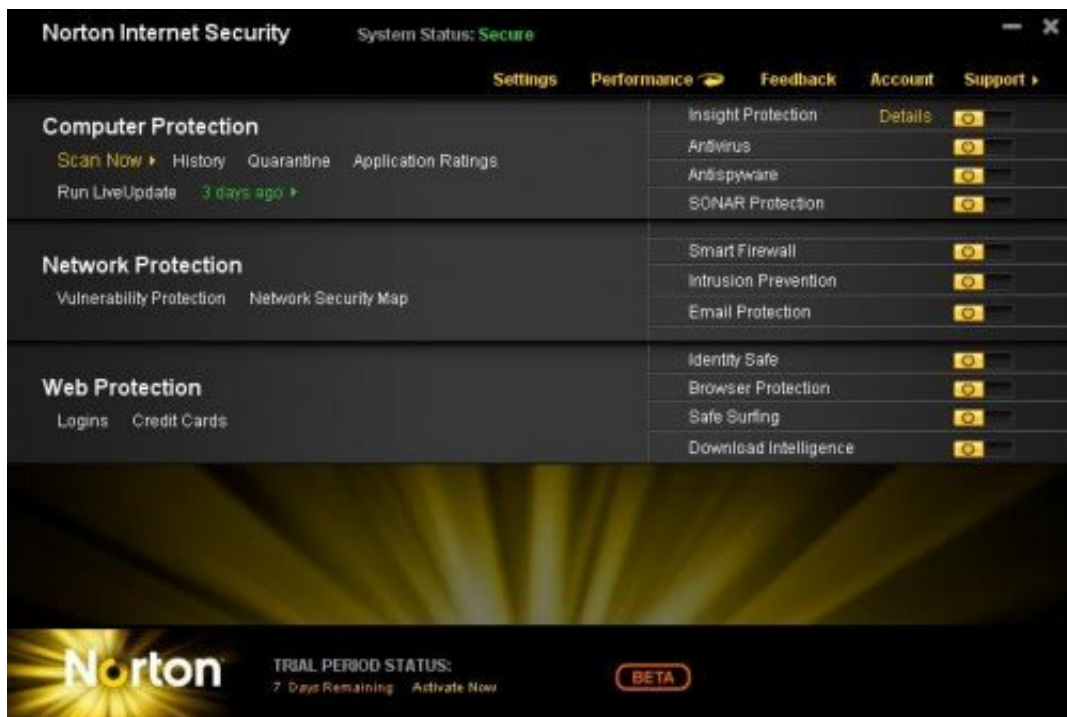 Norton Internet Security System Status: Secure
Settings Performance Feedback Account Support
Computer Protection
Scan Now History Quarantine Application Ratings
Run LiveUpdate 3 days ago
Insight Protection Details
Antivirus
Antispyware
SONAR Protection
Network Protection
Vulnerability Protection Network Security Map
Smart Firewall
Intrusion Prevention
Email Protection
Web Protection
Logins Credit Cards
Identity Safe
Browser Protection
Safe Surfing
Download Intelligence
Norton
TRIAL PERIOD STATUS:
7 Days Remaining Activate Now
BETA